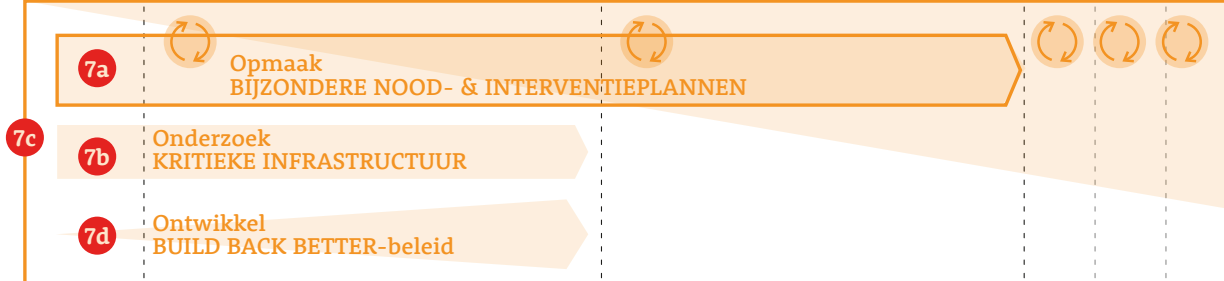 7a
Opmaak
BIJZONDERE NOOD- & INTERVENTIEPLANNEN
7c
7b
Onderzoek
KRITIEKE INFRASTRUCTUUR
7d
Ontwikkel
BUILD BACK BETTER-beleid